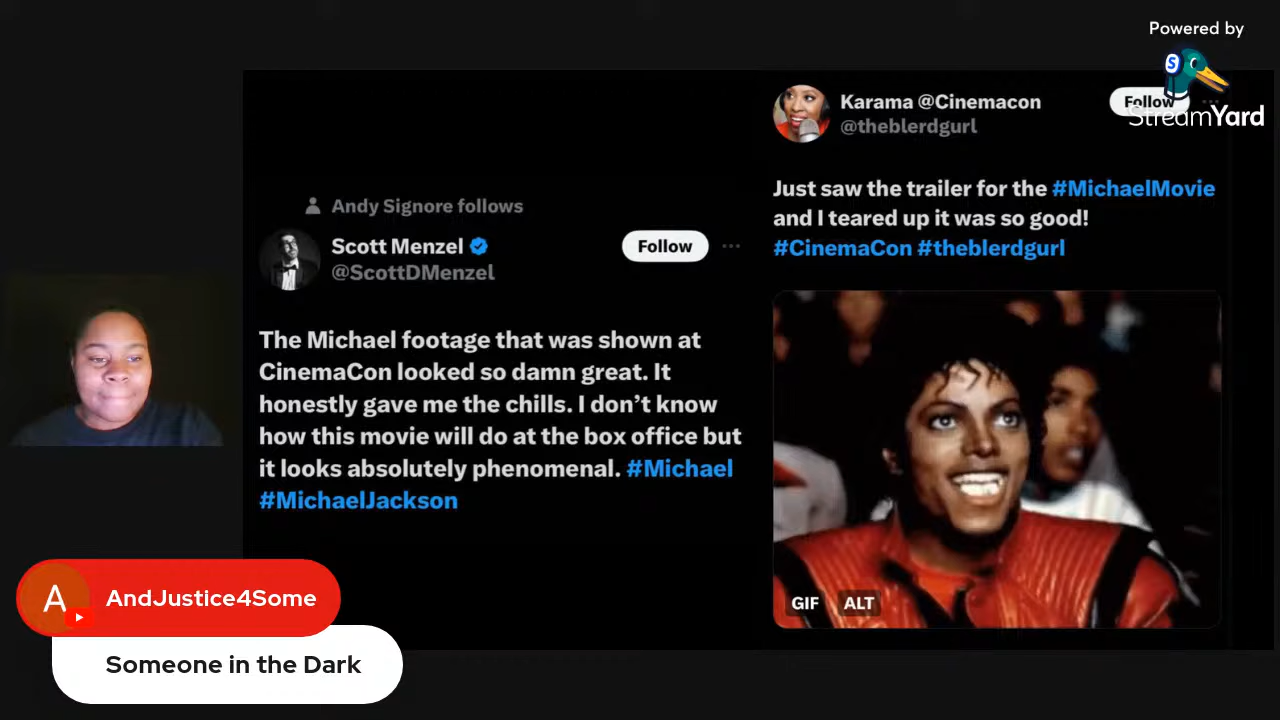 Powered by
StreamYard
Andy Signore follows
Scott Menzel
@ScottDMenzel
Follow
The Michael footage that was shown at
CinemaCon looked so damn great. It
honestly gave me the chills. I don’t know
how this movie will do at the box office but
it looks absolutely phenomenal. #Michael
#MichaelJackson
Karama @Cinemacon
@theblerdgurl
Follow
Just saw the trailer for the #MichaelMovie
and I teared up it was so good!
#CinemaCon #theblerdgurl
GIF ALT
A AndJustice4Some
Someone in the Dark